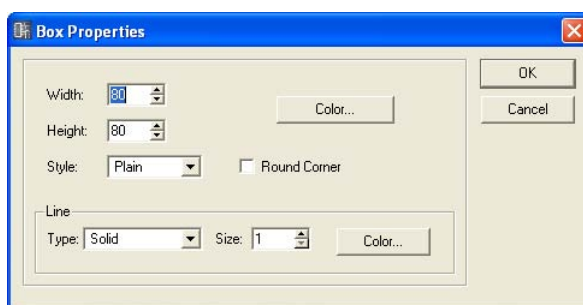 Box Properties
OK
Width: 80
Color...
Cancel
Height: 80
Style: Plain
Round Corner
Line
Type: Solid
Size: 1
Color...